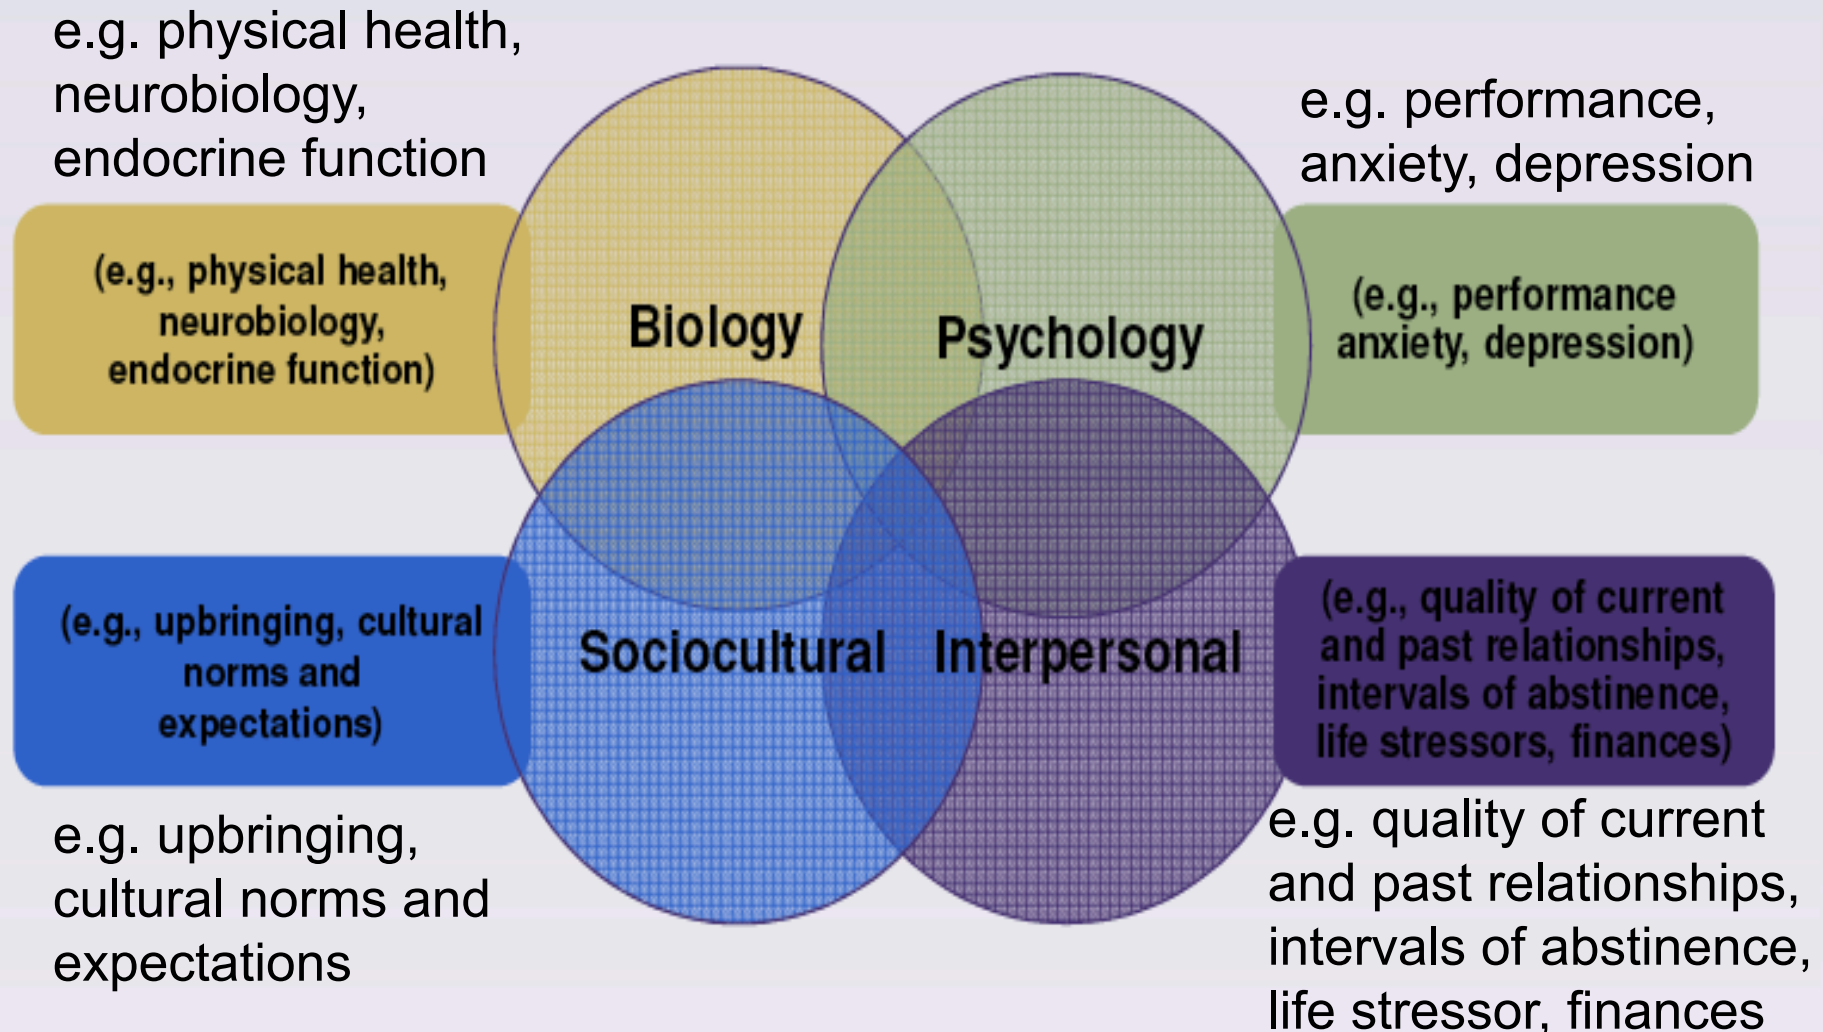 e.g. physical health,
neurobiology,
endocrine function
e.g. performance,
anxiety, depression
(e.g., physical health,
neurobiology,
endocrine function)
Biology
Psychology
(e.g., performance
anxiety, depression)
(e.g., upbringing, cultural
norms and
expectations)
Sociocultural
Interpersonal
(e.g., quality of current
and past relationships,
intervals of abstinence,
life stressors, finances)
e.g. upbringing,
cultural norms and
expectations
e.g. quality of current
and past relationships,
intervals of abstinence,
life stressor, finances